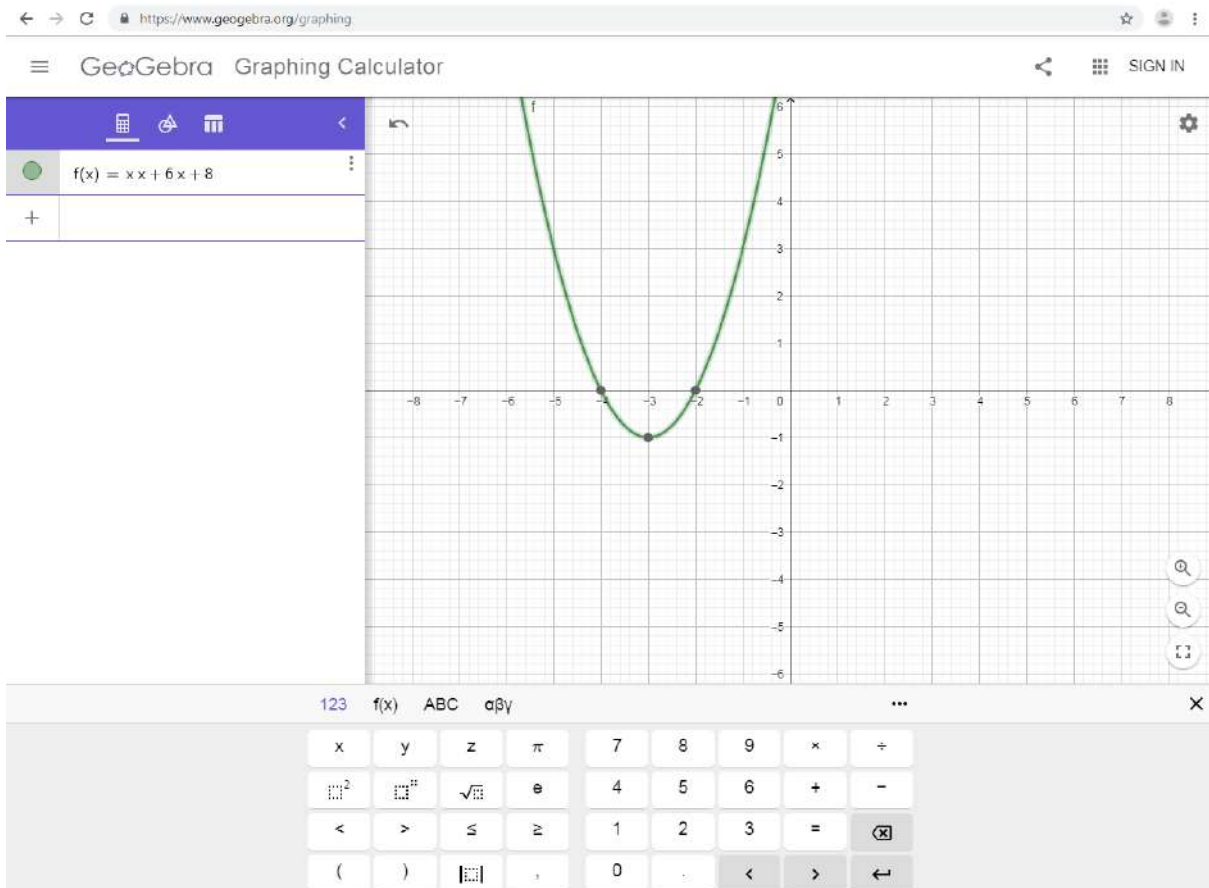 https://www.geogebra.org/graphing
GeoGebra Graphing Calculator SIGN IN
f(x) = x x + 6 x + 8
f
6
5
4
3
2
1
-8 -7 -6 -5 -4 -3 -2 -1 0 1 2 3 4 5 6 7 8
-1
-2
-3
-4
-5
-6
123 f(x) ABC αβγ ...
x y z π 7 8 9 × ÷
2 √ e 4 5 6 + −
< > ≤ ≥ 1 2 3 =
( ) | | , 0 . < >